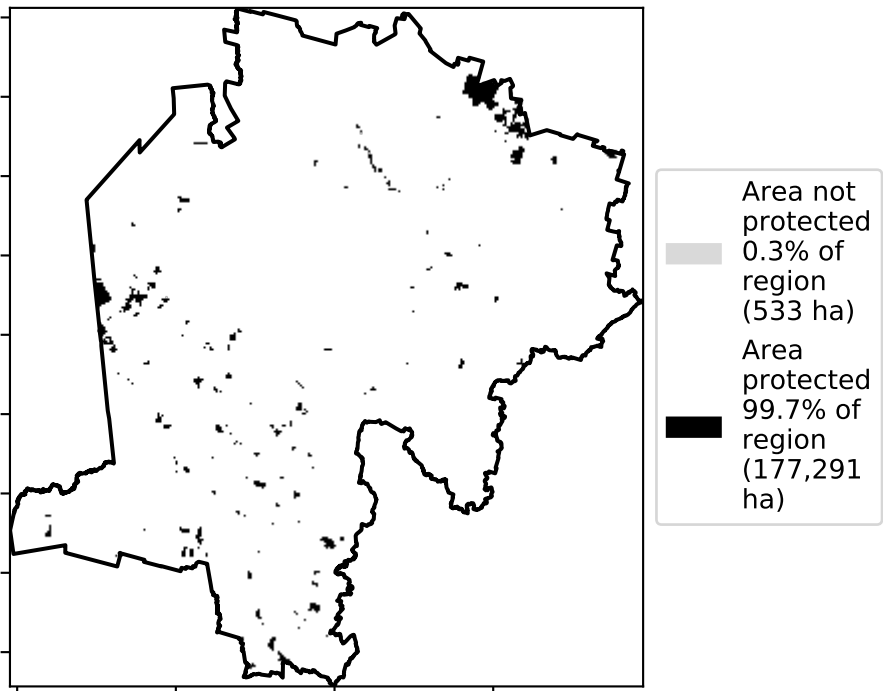 Area not
protected
0.3% of
region
(533 ha)
Area
protected
99.7% of
region
(177,291
ha)